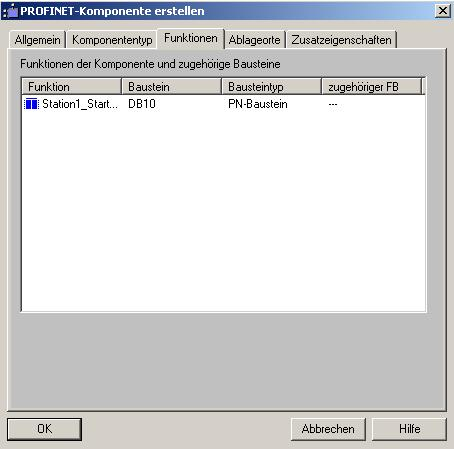 PROFINET-Komponente erstellen
Allgemein Komponententyp Funktionen Ablageorte Zusatzeigenschaften
Funktionen der Komponente und zugehörige Bausteine
Funktion Baustein Bausteintyp zugehöriger FB
Station1_Start... DB10 PN-Baustein ---
OK Abbrechen Hilfe